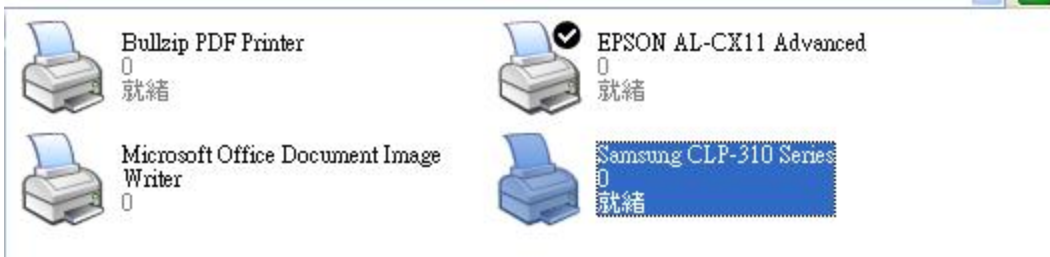 Bullzip PDF Printer
0
就緒
EPSON AL-CX11 Advanced
0
就緒
Microsoft Office Document Image
Writer
0
Samsung CLP-310 Series
0
就緒